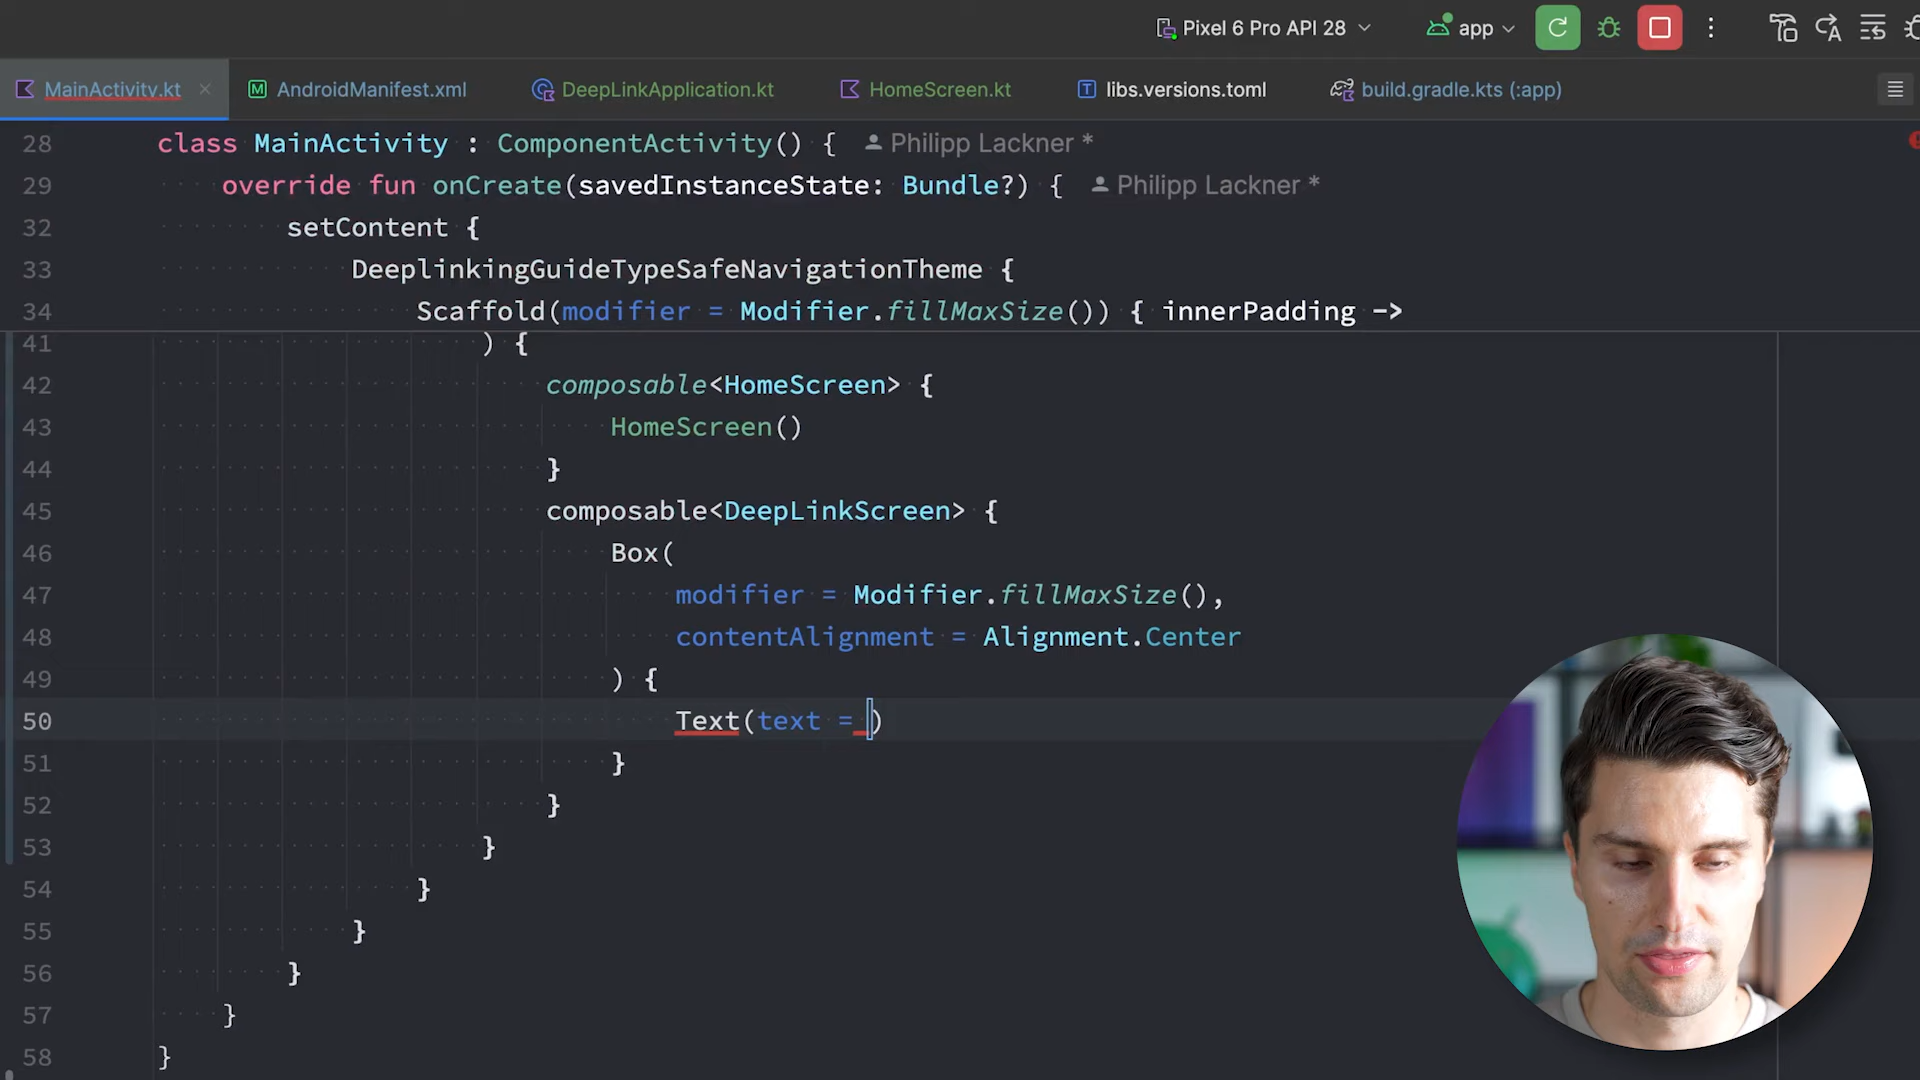 Pixel 6 Pro API 28
app
MainActivity.kt
AndroidManifest.xml
DeepLinkApplication.kt
HomeScreen.kt
libs.versions.toml
build.gradle.kts (:app)
28 class MainActivity : ComponentActivity() { Philipp Lackner *
29 override fun onCreate(savedInstanceState: Bundle?) { Philipp Lackner *
32 setContent {
33 DeeplinkingGuideTypeSafeNavigationTheme {
34 Scaffold(modifier = Modifier.fillMaxSize()) { innerPadding ->
41 ) {
42 composable<HomeScreen> {
43 HomeScreen()
44 }
45 composable<DeepLinkScreen> {
46 Box(
47 modifier = Modifier.fillMaxSize(),
48 contentAlignment = Alignment.Center
49 ) {
50 Text(text = )
51 }
52 }
53 }
54 }
55 }
56 }
57 }
58 }